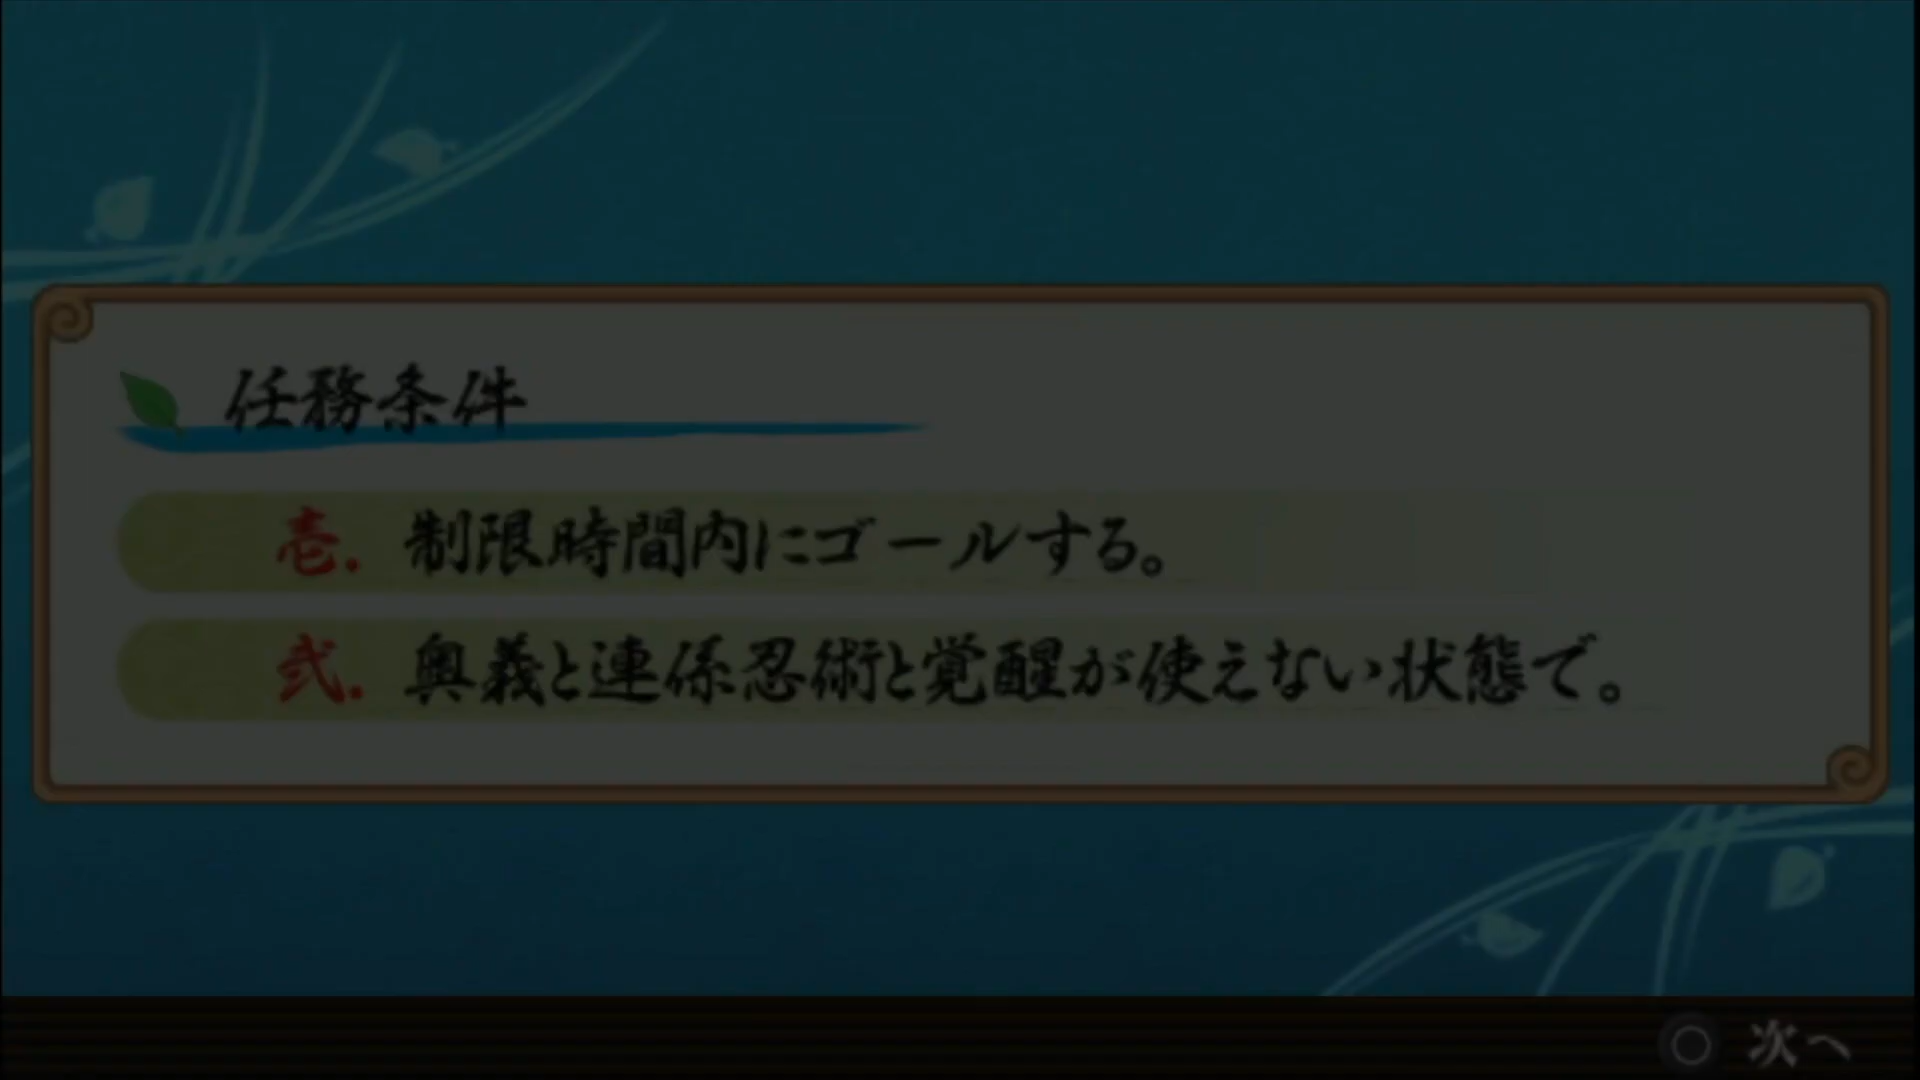 任務条件
壱. 制限時間内にゴールする。
弐. 奥義と連係忍術と覚醒が使えない状態で。
次へ